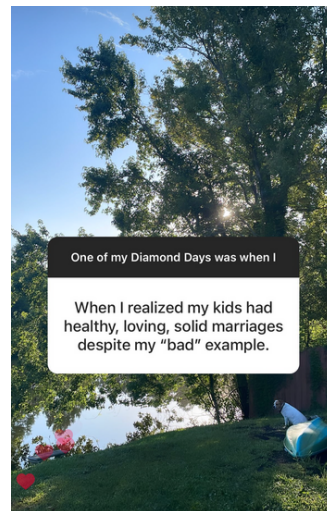 One of my Diamond Days was when I
When I realized my kids had
healthy, loving, solid marriages
despite my “bad” example.